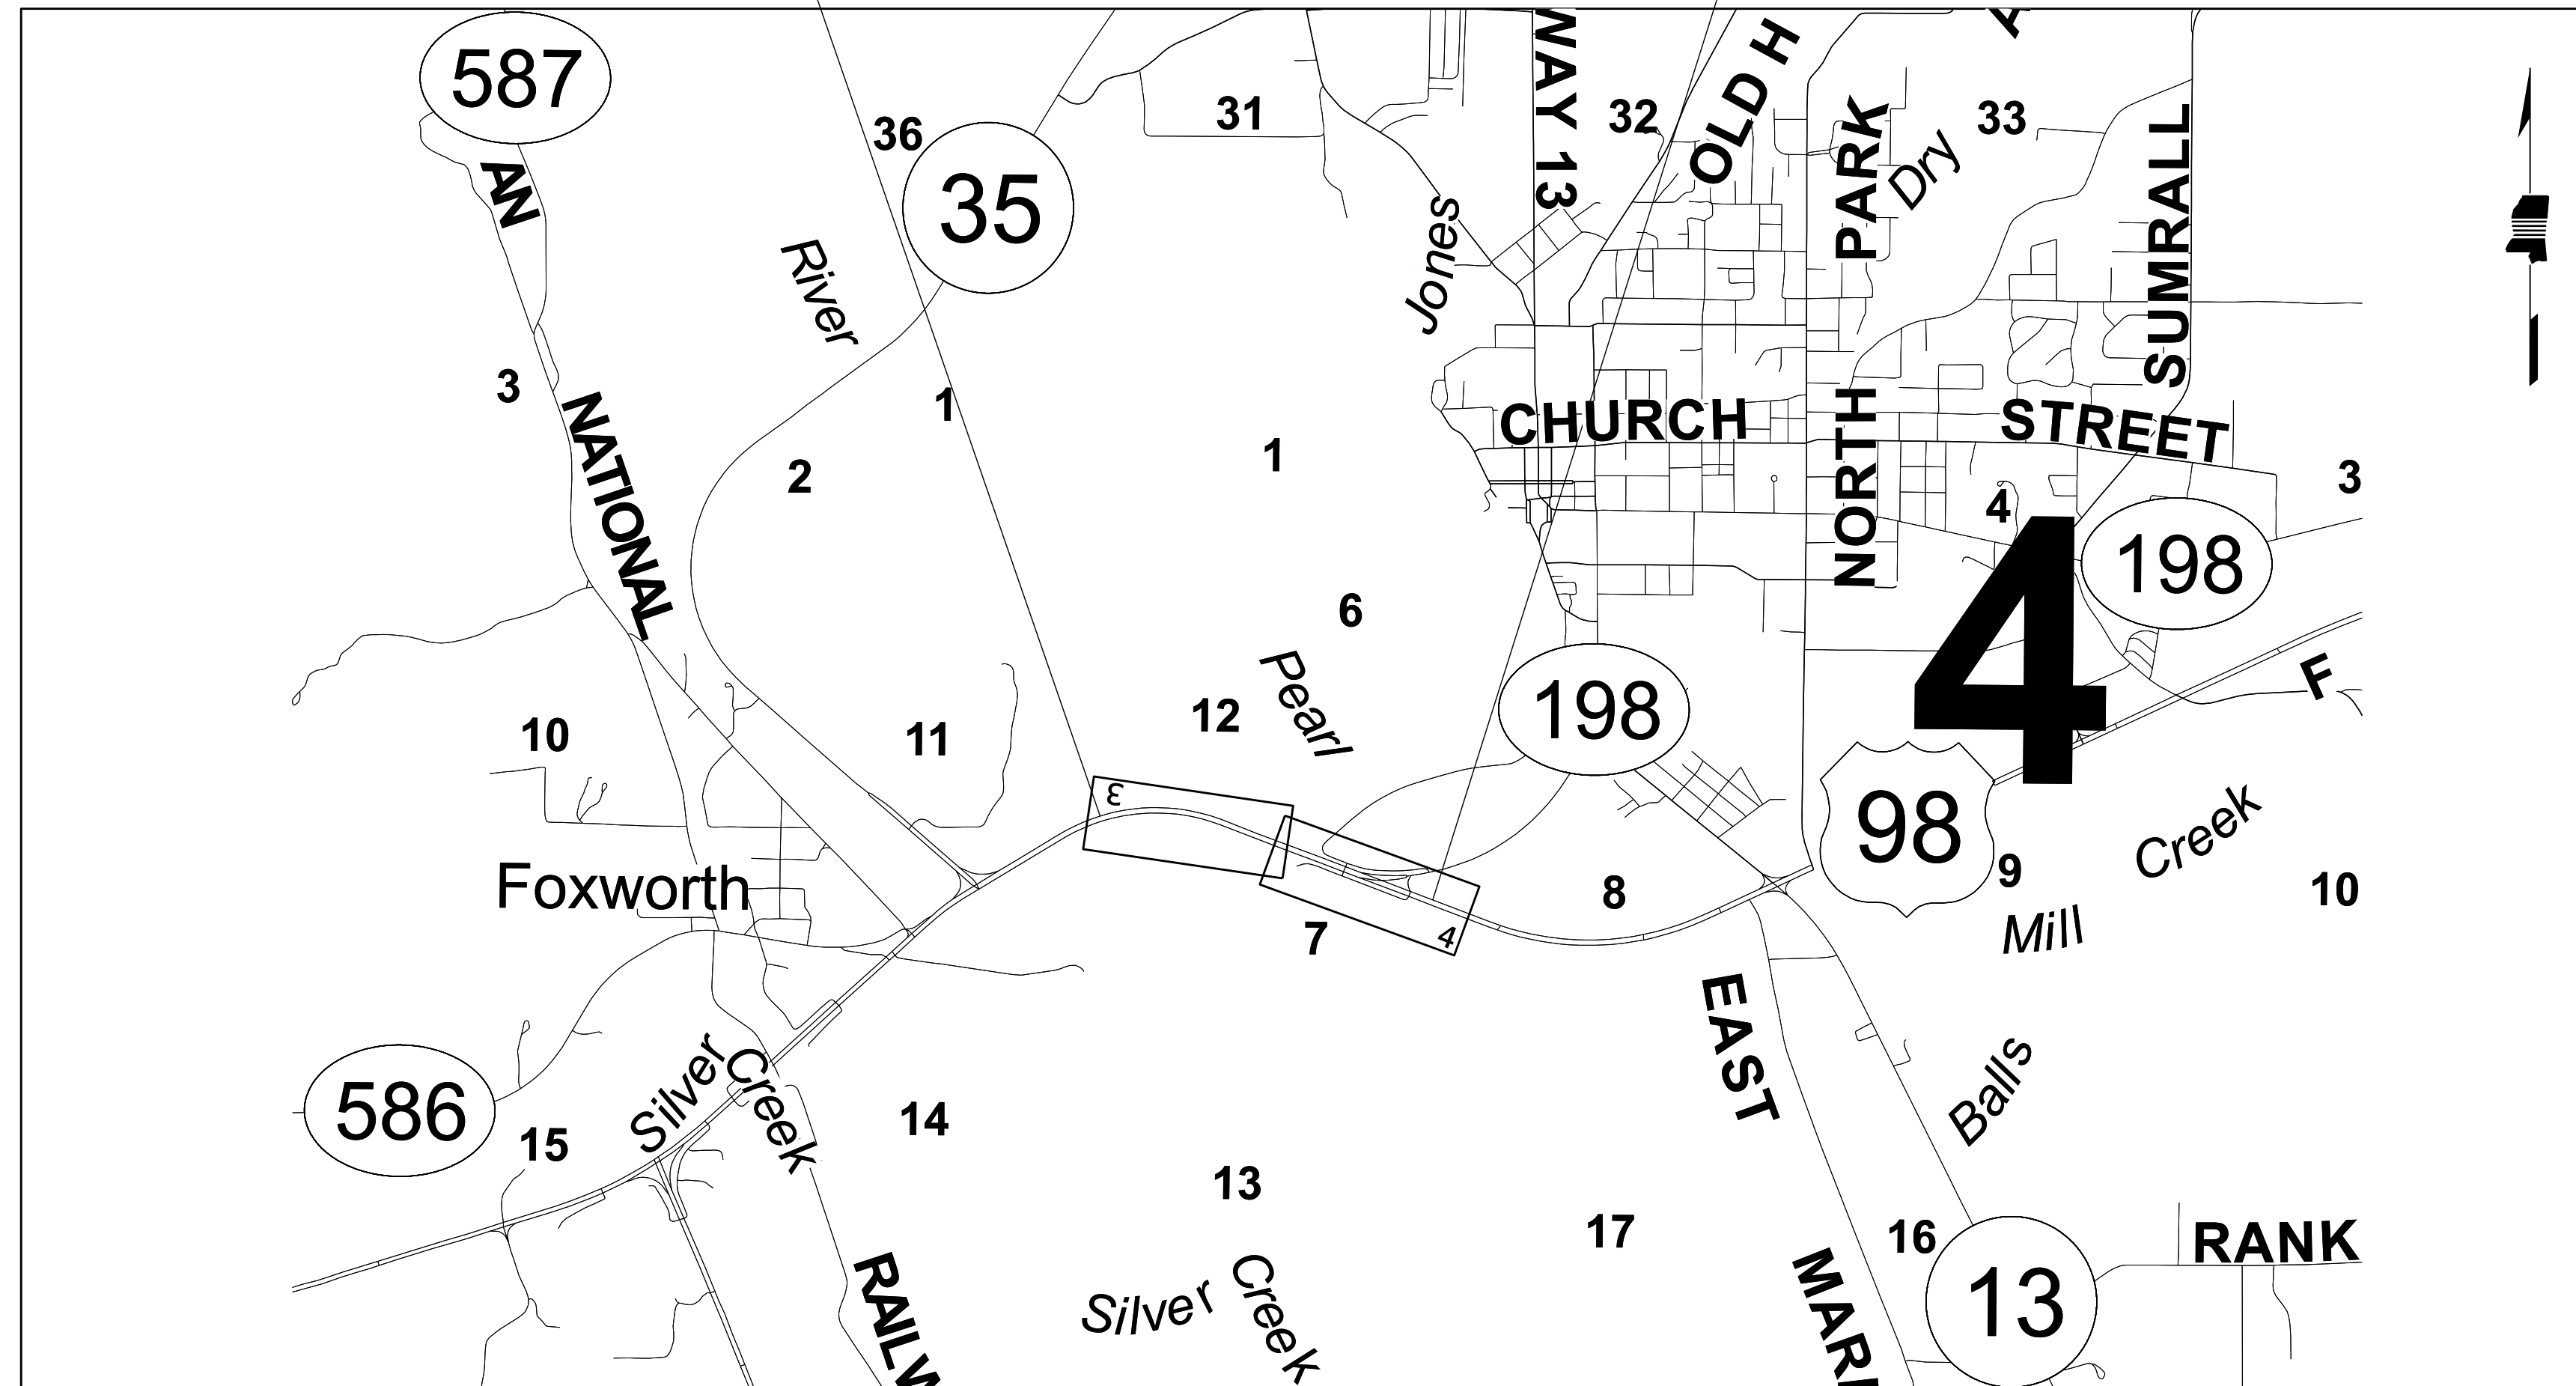 587
AN
36
35
31
WAY 13
32
OLD H
A
33
PARK
Dry
SUMRALL
River
Jones
3
NATIONAL
1
2
1
CHURCH
NORTH
STREET
3
4
4
198
6
Pearl
198
F
10
11
12
98
Creek
3
Foxworth
8
9
10
7
4
Mill
EAST
586
Silver
Creek
14
15
Balls
13
17
16
RANK
13
RAILW
Silver
Creek
MARI